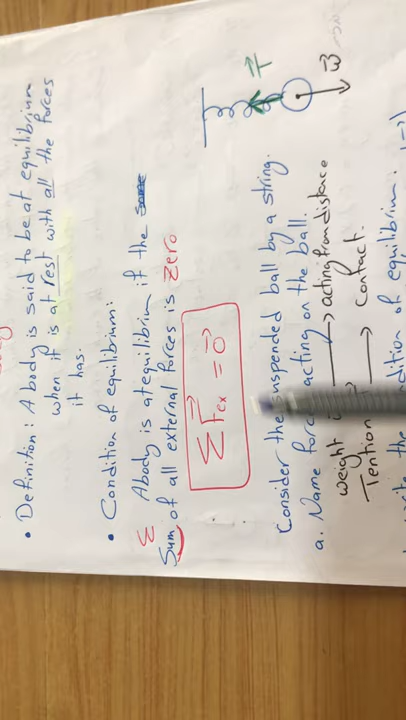 • Definition: A body is said to be at equilibrium
when it is at rest with all the forces
it has.
• Condition of equilibrium:
Σ A body is at equilibrium if the
Sum of all external forces is zero
ΣF⃗ex = 0⃗
T⃗
W⃗
Consider the suspended ball by a string.
a. Name forc acting on the ball.
weight → acting from distance
Tention → contact.
write the condition of equilibrium.